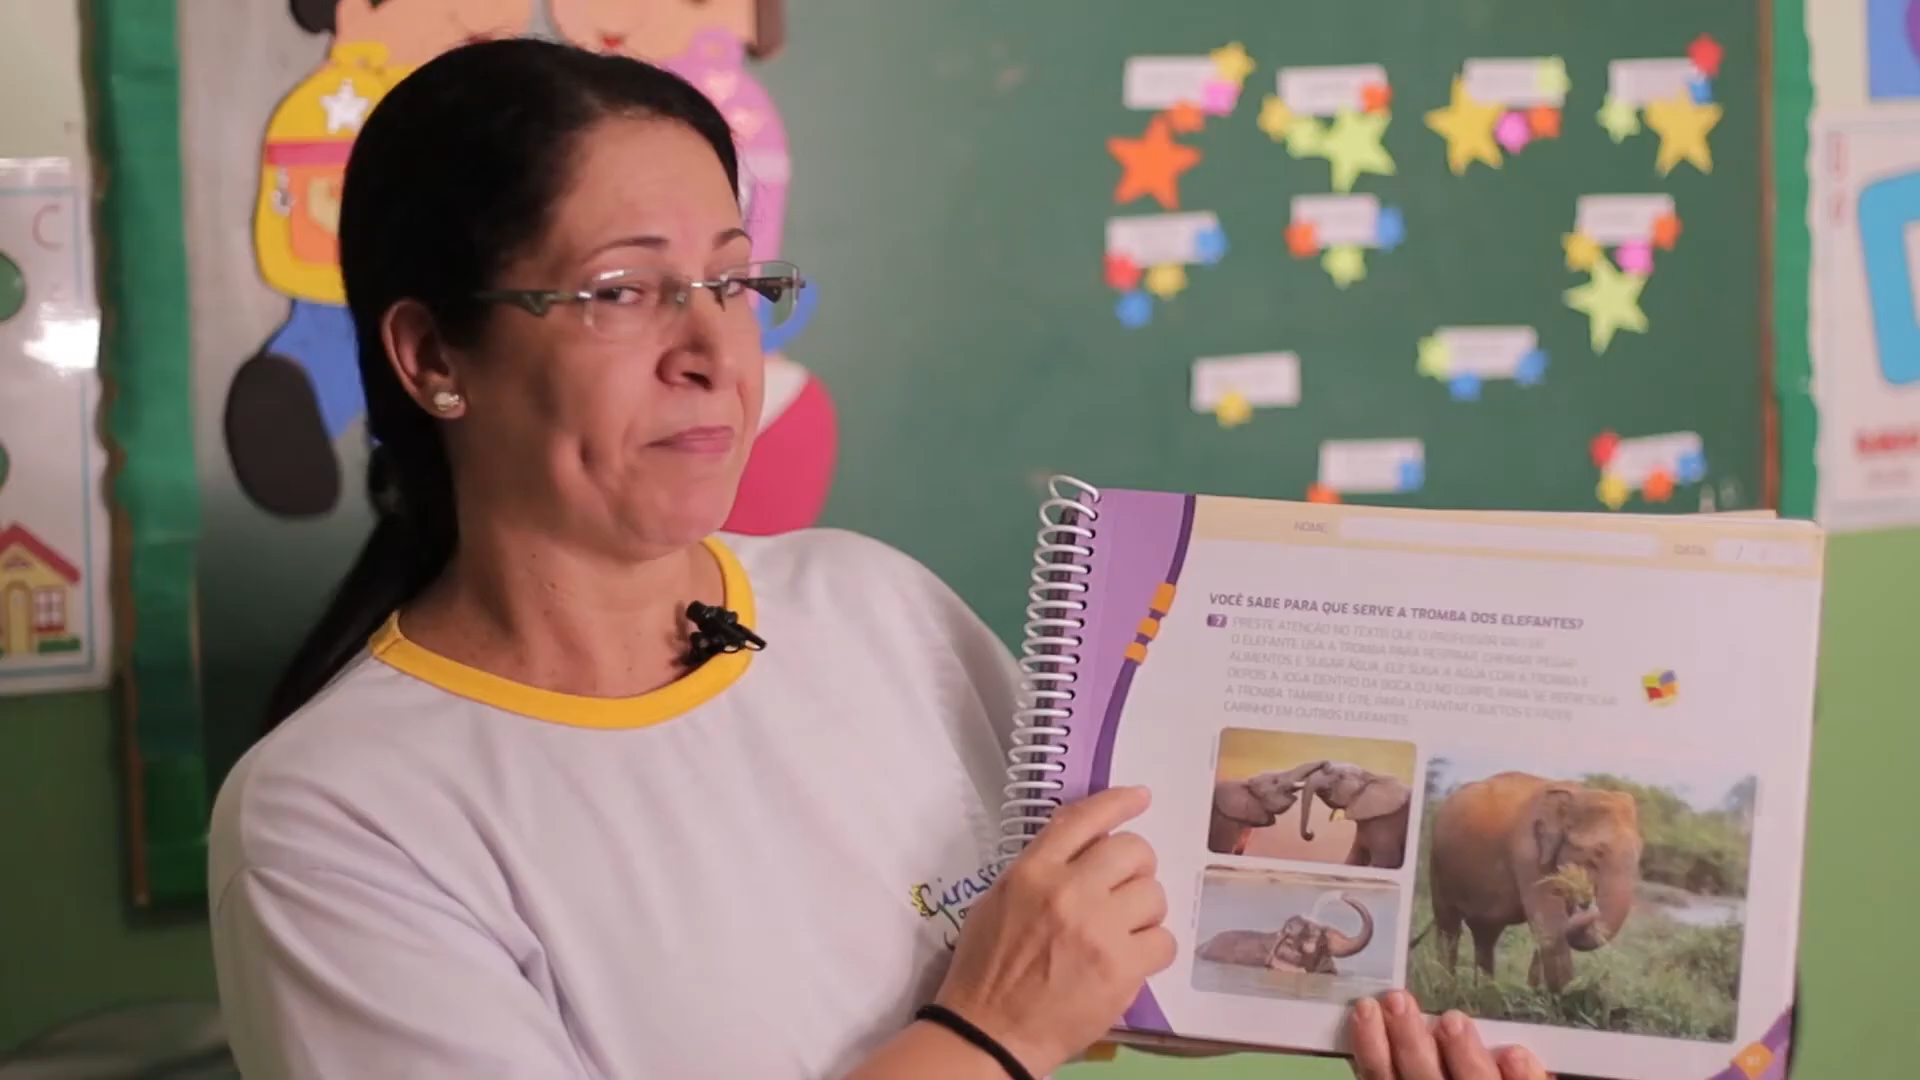 NOME:
DATA: / /
VOCÊ SABE PARA QUE SERVE A TROMBA DOS ELEFANTES?
7 PRESTE ATENÇÃO NO TEXTO QUE O PROFESSOR VAI LER.
O ELEFANTE USA A TROMBA PARA RESPIRAR, CHEIRAR, PEGAR
ALIMENTOS E SUGAR ÁGUA. ELE SUGA A ÁGUA COM A TROMBA E
DEPOIS A JOGA DENTRO DA BOCA OU NO CORPO, PARA SE REFRESCAR.
A TROMBA TAMBÉM É ÚTIL PARA LEVANTAR OBJETOS E FAZER
CARINHO EM OUTROS ELEFANTES.